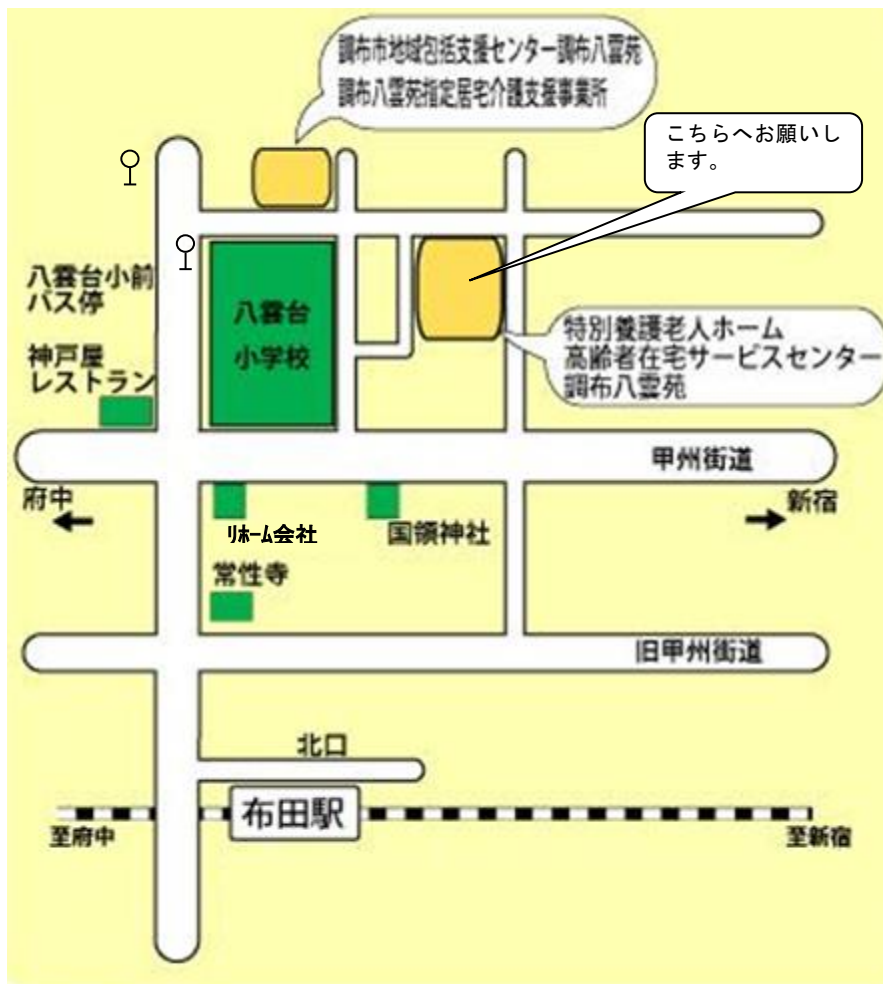 調布市地域包括支援センター調布八雲苑
調布八雲苑指定居宅介護支援事業所
こちらへお願いし
ます。
八雲台小前
バス停
八雲台
小学校
神戸屋
レストラン
特別養護老人ホーム
高齢者在宅サービスセンター
調布八雲苑
甲州街道
府中
新宿
リホーム会社
国領神社
常性寺
旧甲州街道
北口
布田駅
至府中
至新宿